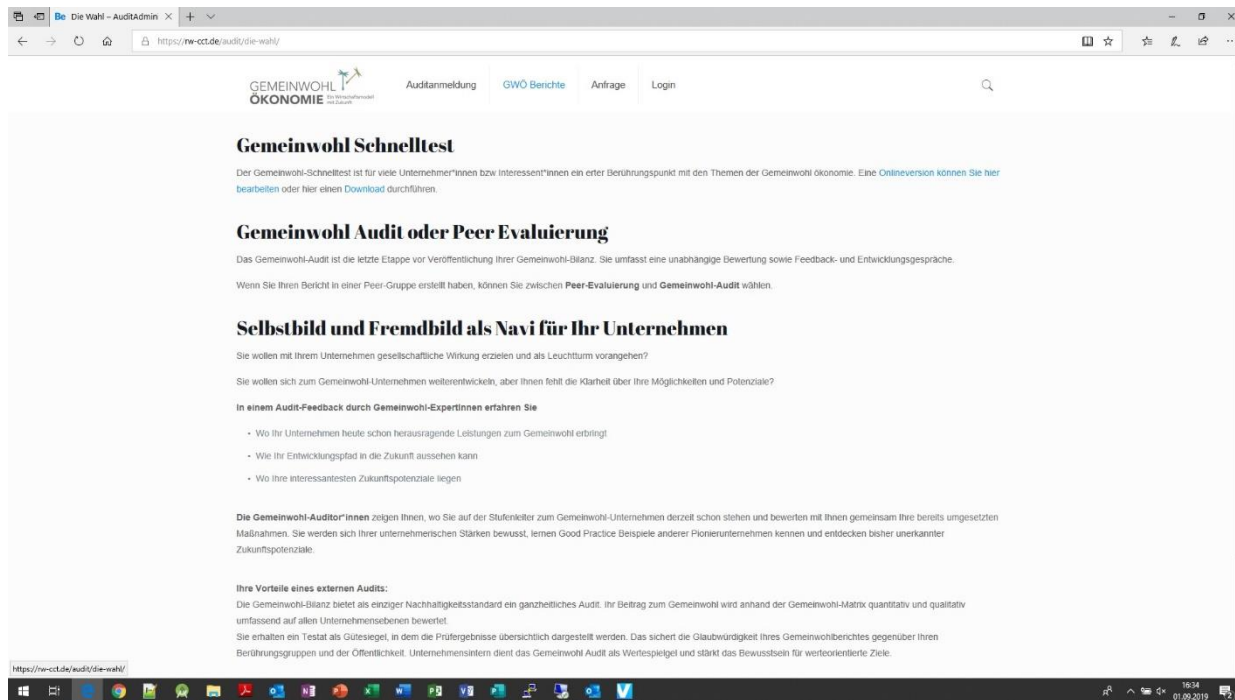 Be Die Wahl – AuditAdmin
https://rw-cct.de/audit/die-wahl/
GEMEINWOHL
ÖKONOMIE Ein Wirtschaftsmodell mit Zukunft
Auditanmeldung GWÖ Berichte Anfrage Login
Gemeinwohl Schnelltest
Der Gemeinwohl-Schnelltest ist für viele Unternehmer*innen bzw Interessent*innen ein erter Berührungspunkt mit den Themen der Gemeinwohl ökonomie. Eine Onlineversion können Sie hier
bearbeiten oder hier einen Download durchführen.
Gemeinwohl Audit oder Peer Evaluierung
Das Gemeinwohl-Audit ist die letzte Etappe vor Veröffentlichung Ihrer Gemeinwohl-Bilanz. Sie umfasst eine unabhängige Bewertung sowie Feedback- und Entwicklungsgespräche.
Wenn Sie Ihren Bericht in einer Peer-Gruppe erstellt haben, können Sie zwischen Peer-Evaluierung und Gemeinwohl-Audit wählen.
Selbstbild und Fremdbild als Navi für Ihr Unternehmen
Sie wollen mit Ihrem Unternehmen gesellschaftliche Wirkung erzielen und als Leuchtturm vorangehen?
Sie wollen sich zum Gemeinwohl-Unternehmen weiterentwickeln, aber Ihnen fehlt die Klarheit über Ihre Möglichkeiten und Potenziale?
In einem Audit-Feedback durch Gemeinwohl-ExpertInnen erfahren Sie
• Wo Ihr Unternehmen heute schon herausragende Leistungen zum Gemeinwohl erbringt
• Wie Ihr Entwicklungspfad in die Zukunft aussehen kann
• Wo Ihre interessantesten Zukunftspotenziale liegen
Die Gemeinwohl-Auditor*innen zeigen Ihnen, wo Sie auf der Stufenleiter zum Gemeinwohl-Unternehmen derzeit schon stehen und bewerten mit Ihnen gemeinsam Ihre bereits umgesetzten
Maßnahmen. Sie werden sich Ihrer unternehmerischen Stärken bewusst, lernen Good Practice Beispiele anderer Pionierunternehmen kennen und entdecken bisher unerkannter
Zukunftspotenziale.
Ihre Vorteile eines externen Audits:
Die Gemeinwohl-Bilanz bietet als einziger Nachhaltigkeitsstandard ein ganzheitliches Audit. Ihr Beitrag zum Gemeinwohl wird anhand der Gemeinwohl-Matrix quantitativ und qualitativ
umfassend auf allen Unternehmensebenen bewertet.
Sie erhalten ein Testat als Gütesiegel, in dem die Prüfergebnisse übersichtlich dargestellt werden. Das sichert die Glaubwürdigkeit Ihres Gemeinwohlberichtes gegenüber Ihren
Berührungsgruppen und der Öffentlichkeit. Unternehmensintern dient das Gemeinwohl Audit als Wertespielgel und stärkt das Bewusstsein für werteorientierte Ziele.
https://rw-cct.de/audit/die-wahl/
16:34
01.09.2019